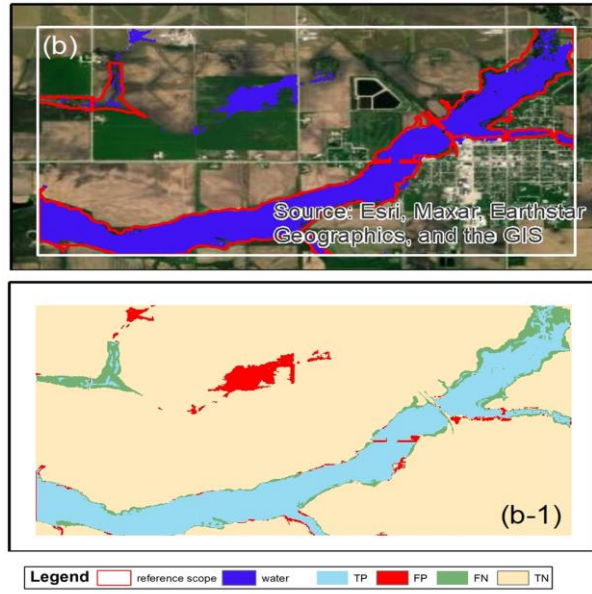 (b)
Source: Esri, Maxar, Earthstar
Geographics, and the GIS
(b-1)
Legend reference scope water TP FP FN TN